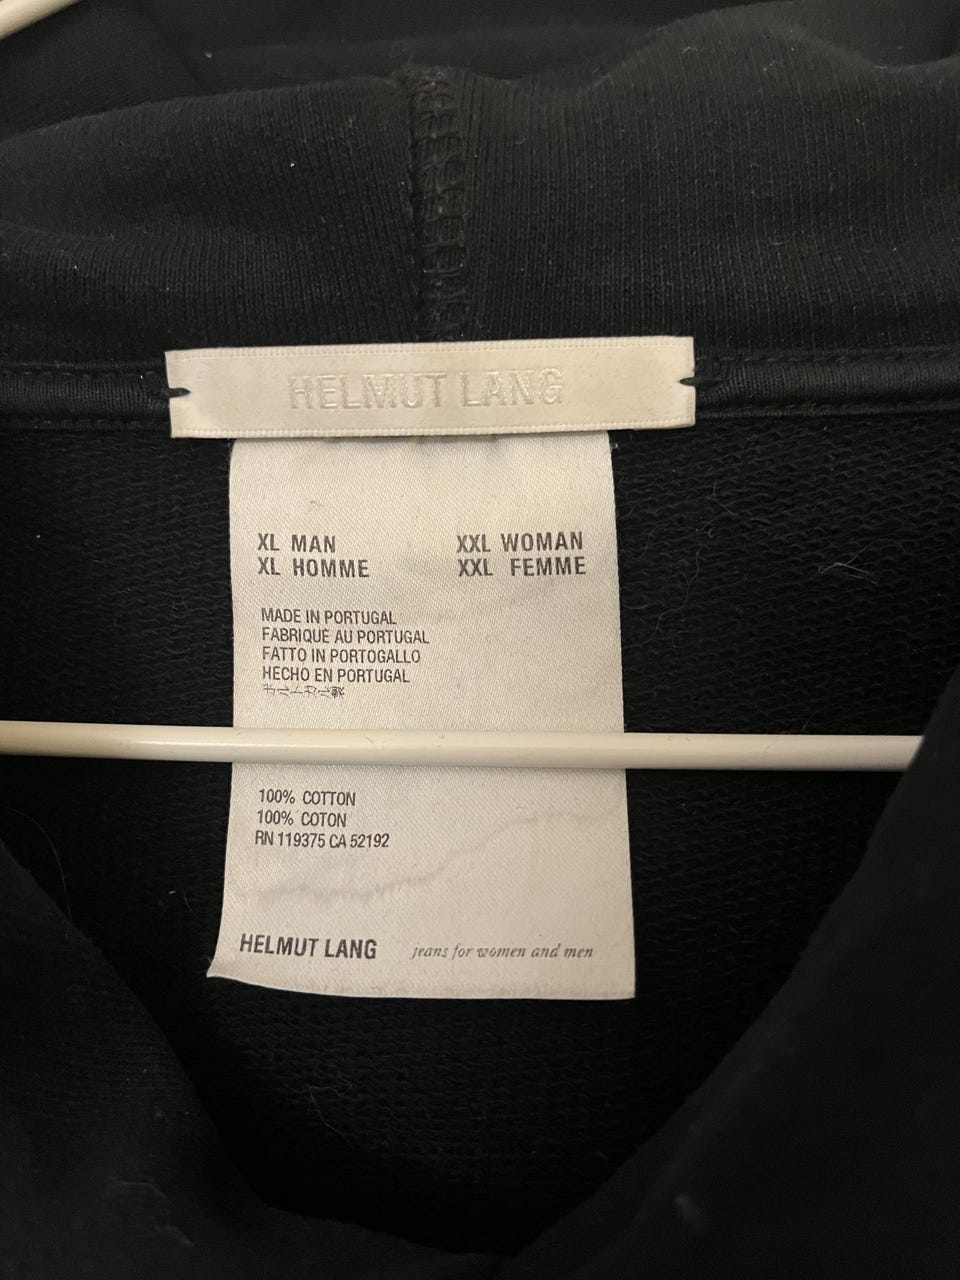 HELMUT LANG
XL MAN XXL WOMAN
XL HOMME XXL FEMME
MADE IN PORTUGAL
FABRIQUÉ AU PORTUGAL
FATTO IN PORTOGALLO
HECHO EN PORTUGAL
100% COTTON
100% COTON
RN 119375 CA 52192
HELMUT LANG jeans for women and men